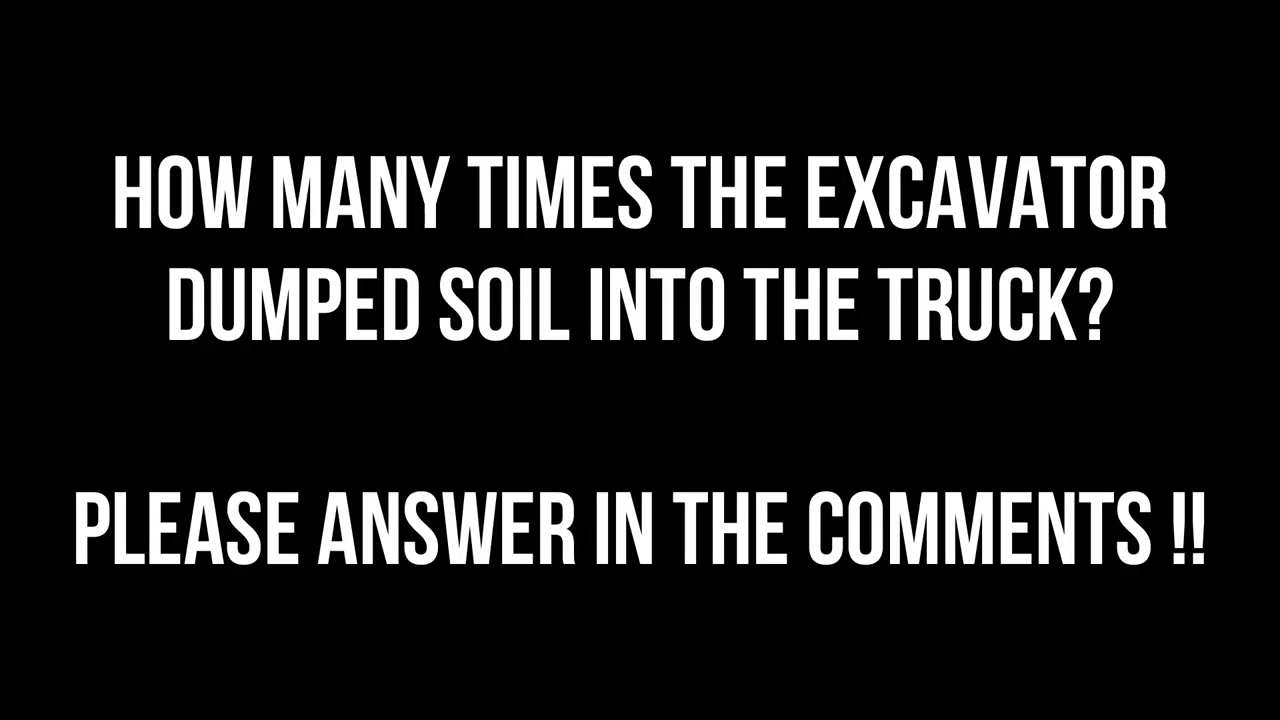 HOW MANY TIMES THE EXCAVATOR
DUMPED SOIL INTO THE TRUCK?
PLEASE ANSWER IN THE COMMENTS !!